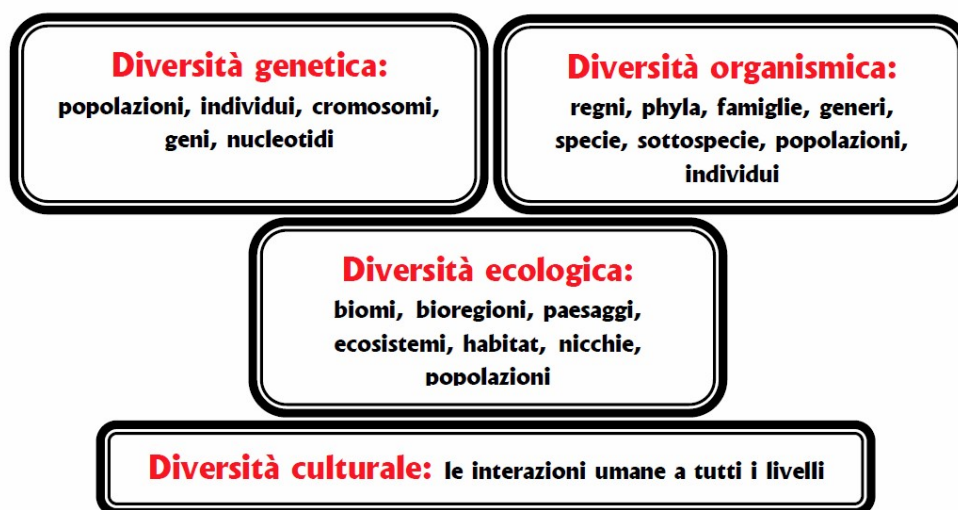 Diversità genetica:
popolazioni, individui, cromosomi,
geni, nucleotidi
Diversità organismica:
regni, phyla, famiglie, generi,
specie, sottospecie, popolazioni,
individui
Diversità ecologica:
biomi, bioregioni, paesaggi,
ecosistemi, habitat, nicchie,
popolazioni
Diversità culturale: le interazioni umane a tutti i livelli